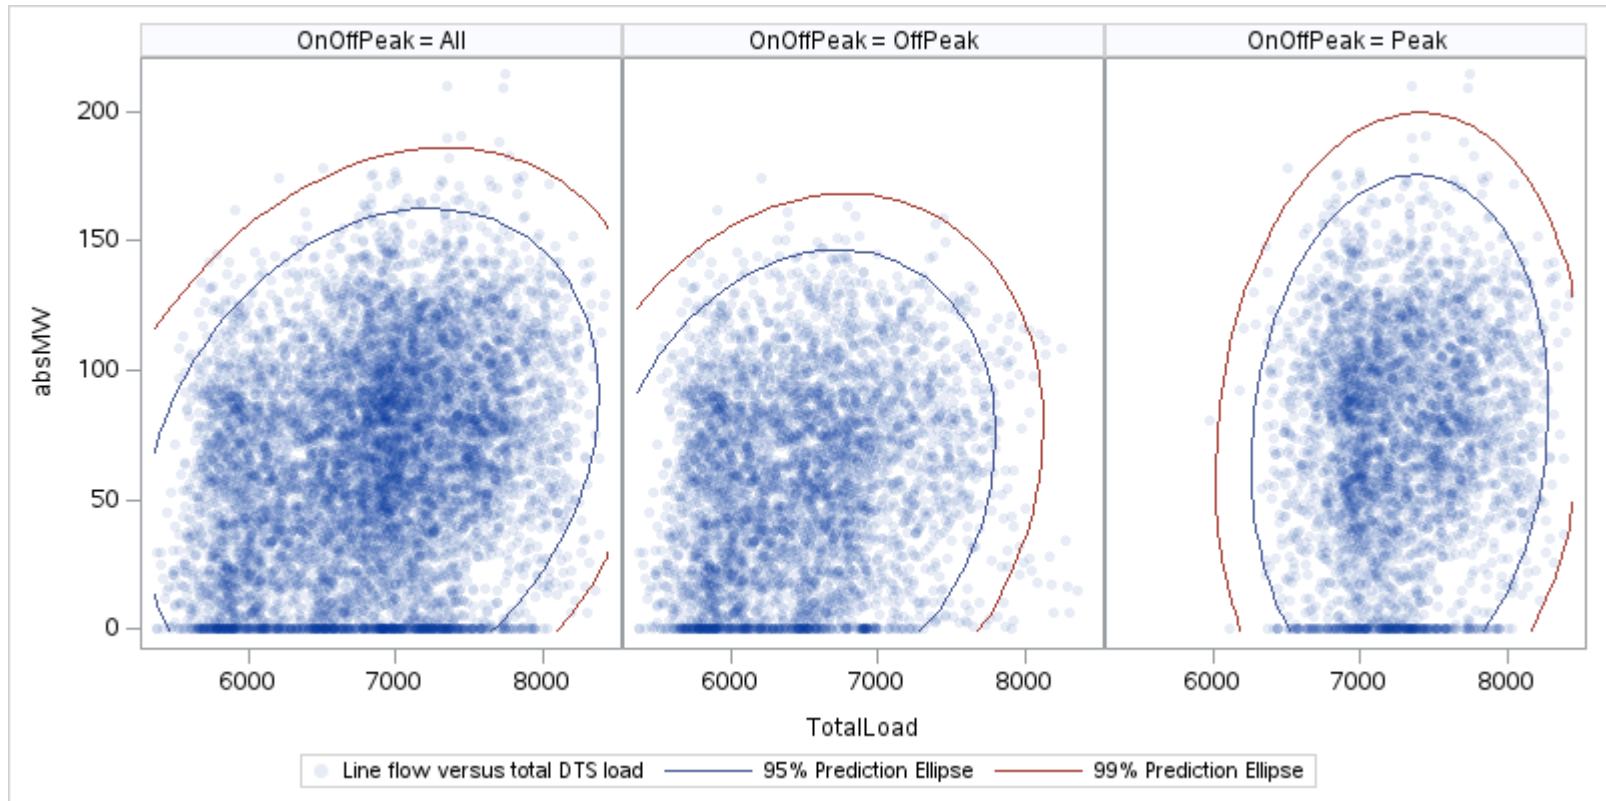 OnOffPeak = All
OnOffPeak = OffPeak
OnOffPeak = Peak
absMW
200
150
100
50
0
6000 7000 8000
6000 7000 8000
6000 7000 8000
TotalLoad
Line flow versus total DTS load
95% Prediction Ellipse
99% Prediction Ellipse